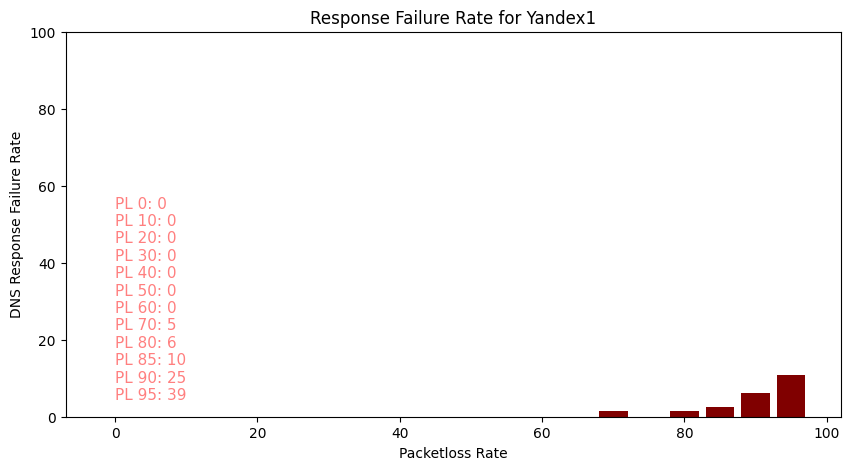 Response Failure Rate for Yandex1
100
80
60
40
20
0
DNS Response Failure Rate
PL 0: 0
PL 10: 0
PL 20: 0
PL 30: 0
PL 40: 0
PL 50: 0
PL 60: 0
PL 70: 5
PL 80: 6
PL 85: 10
PL 90: 25
PL 95: 39
0 20 40 60 80 100
Packetloss Rate